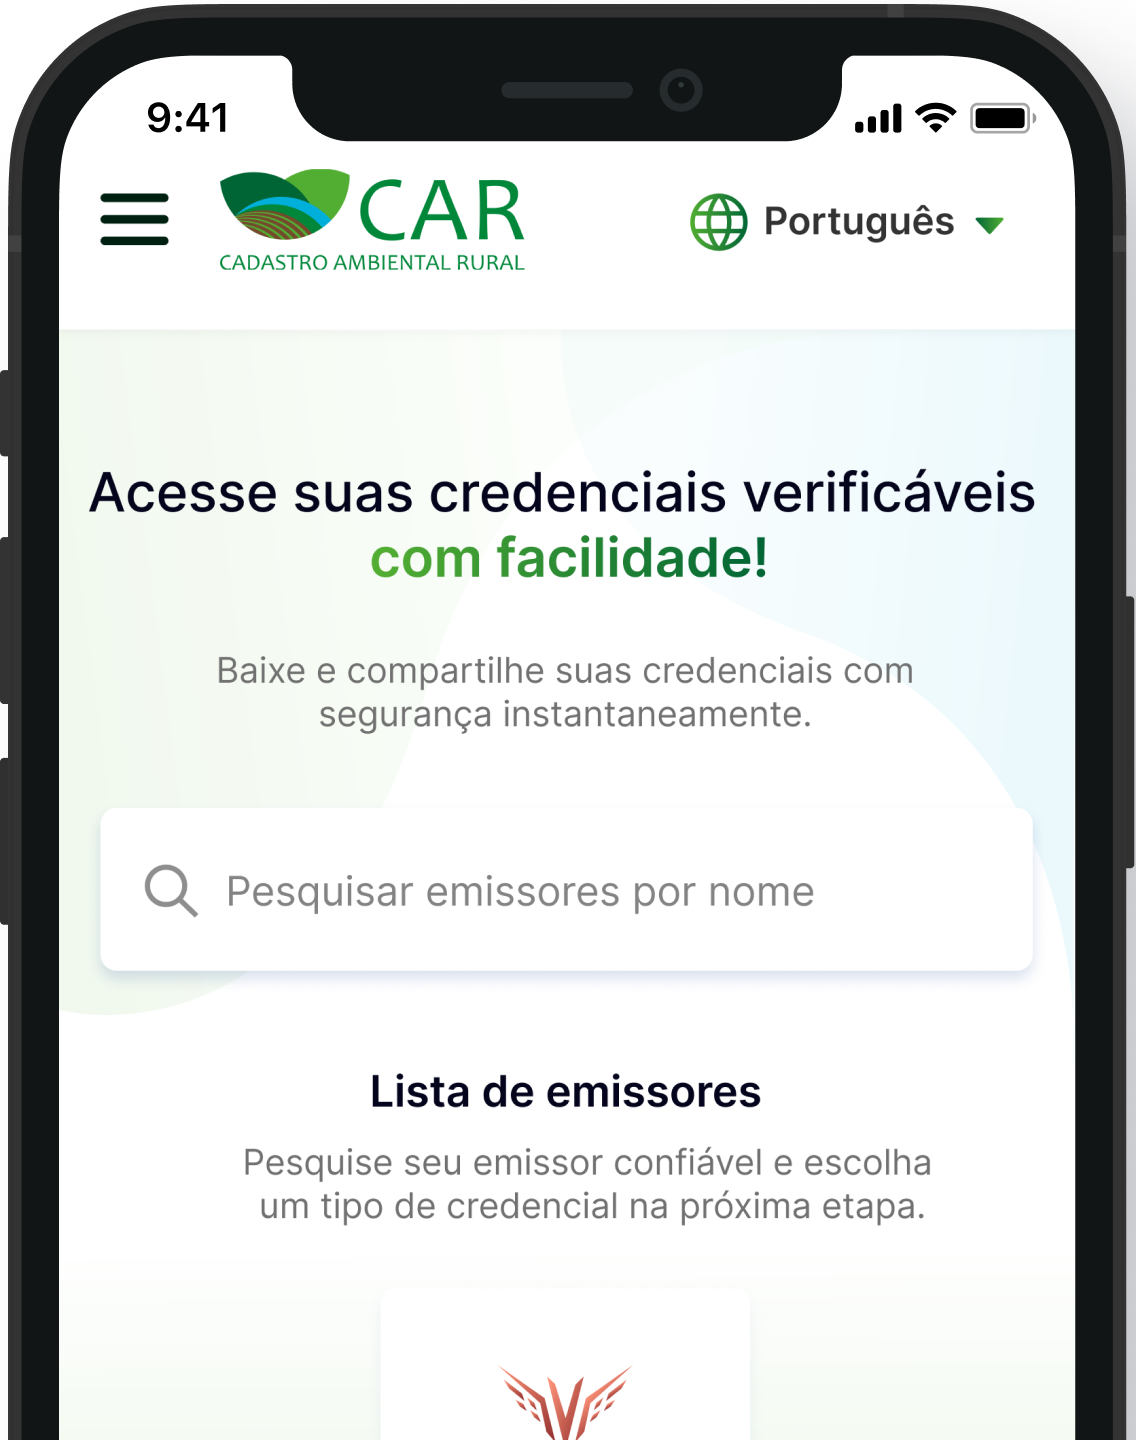 9:41
CAR
CADASTRO AMBIENTAL RURAL
Português
Acesse suas credenciais verificáveis
com facilidade!
Baixe e compartilhe suas credenciais com
segurança instantaneamente.
Pesquisar emissores por nome
Lista de emissores
Pesquise seu emissor confiável e escolha
um tipo de credencial na próxima etapa.